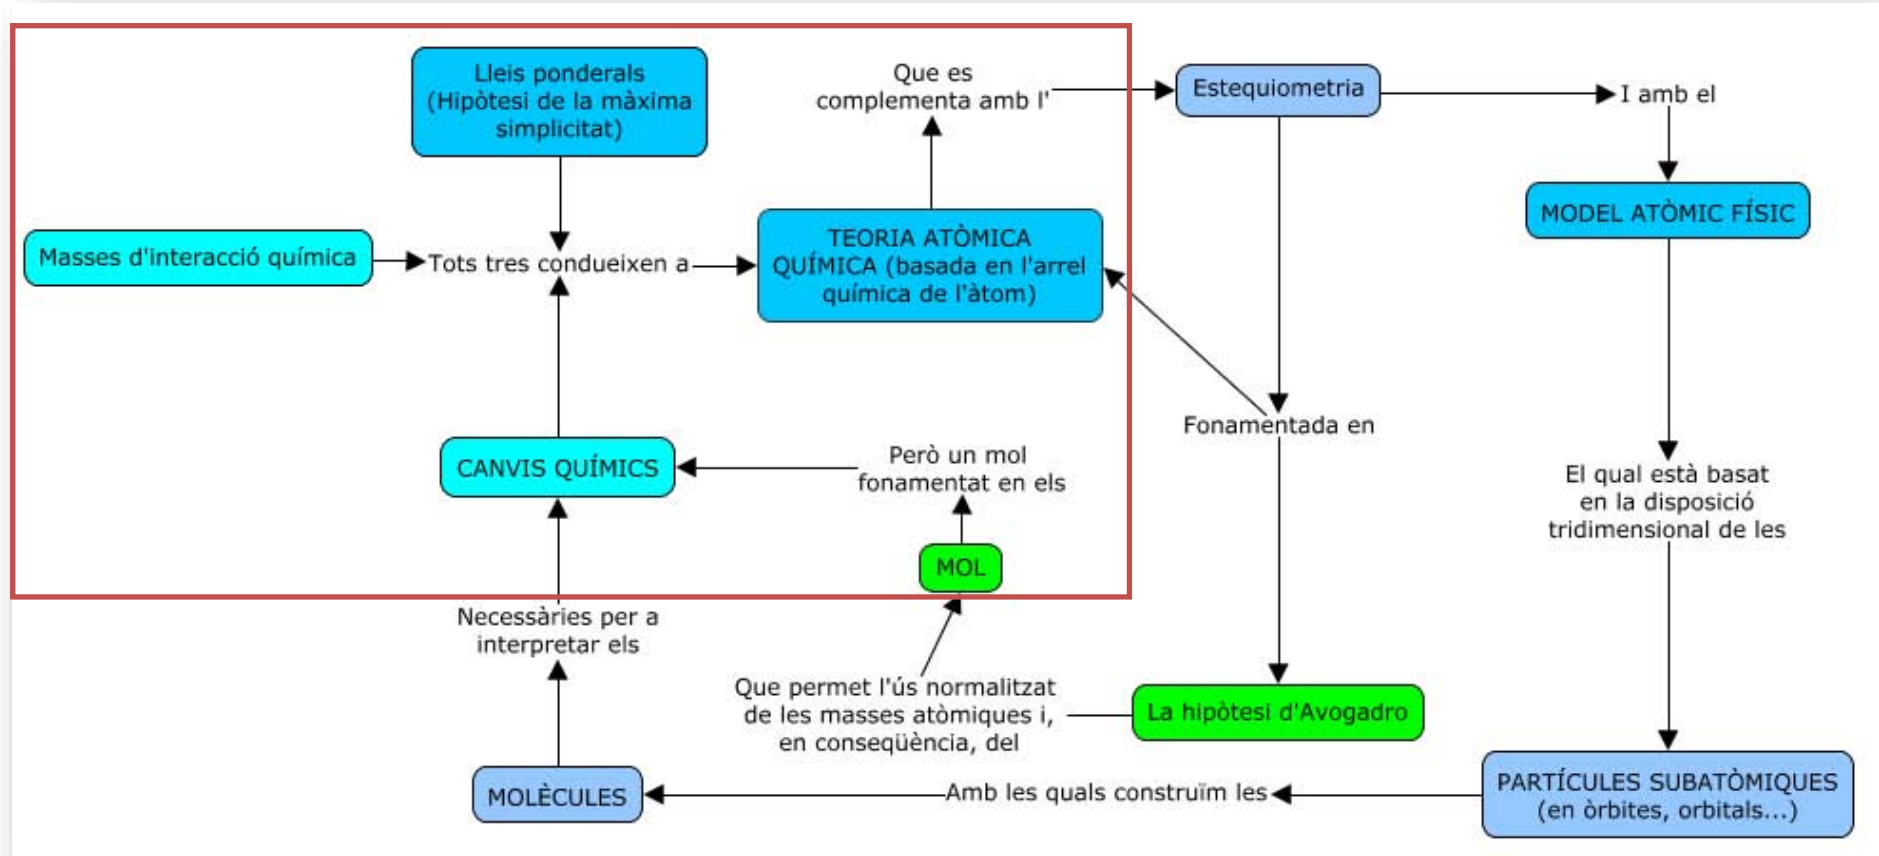 Lleis ponderals
(Hipòtesi de la màxima
simplicitat)
Que es
complementa amb l'
Estequiometria
I amb el
MODEL ATÒMIC FÍSIC
Masses d'interacció química
Tots tres condueixen a
TEORIA ATÒMICA
QUÍMICA (basada en l'arrel
química de l'àtom)
Fonamentada en
CANVIS QUÍMICS
Però un mol
fonamentat en els
El qual està basat
en la disposició
tridimensional de les
MOL
Necessàries per a
interpretar els
Que permet l'ús normalitzat
de les masses atòmiques i,
en conseqüència, del
La hipòtesi d'Avogadro
MOLÈCULES
Amb les quals construïm les
PARTÍCULES SUBATÒMIQUES
(en òrbites, orbitals...)